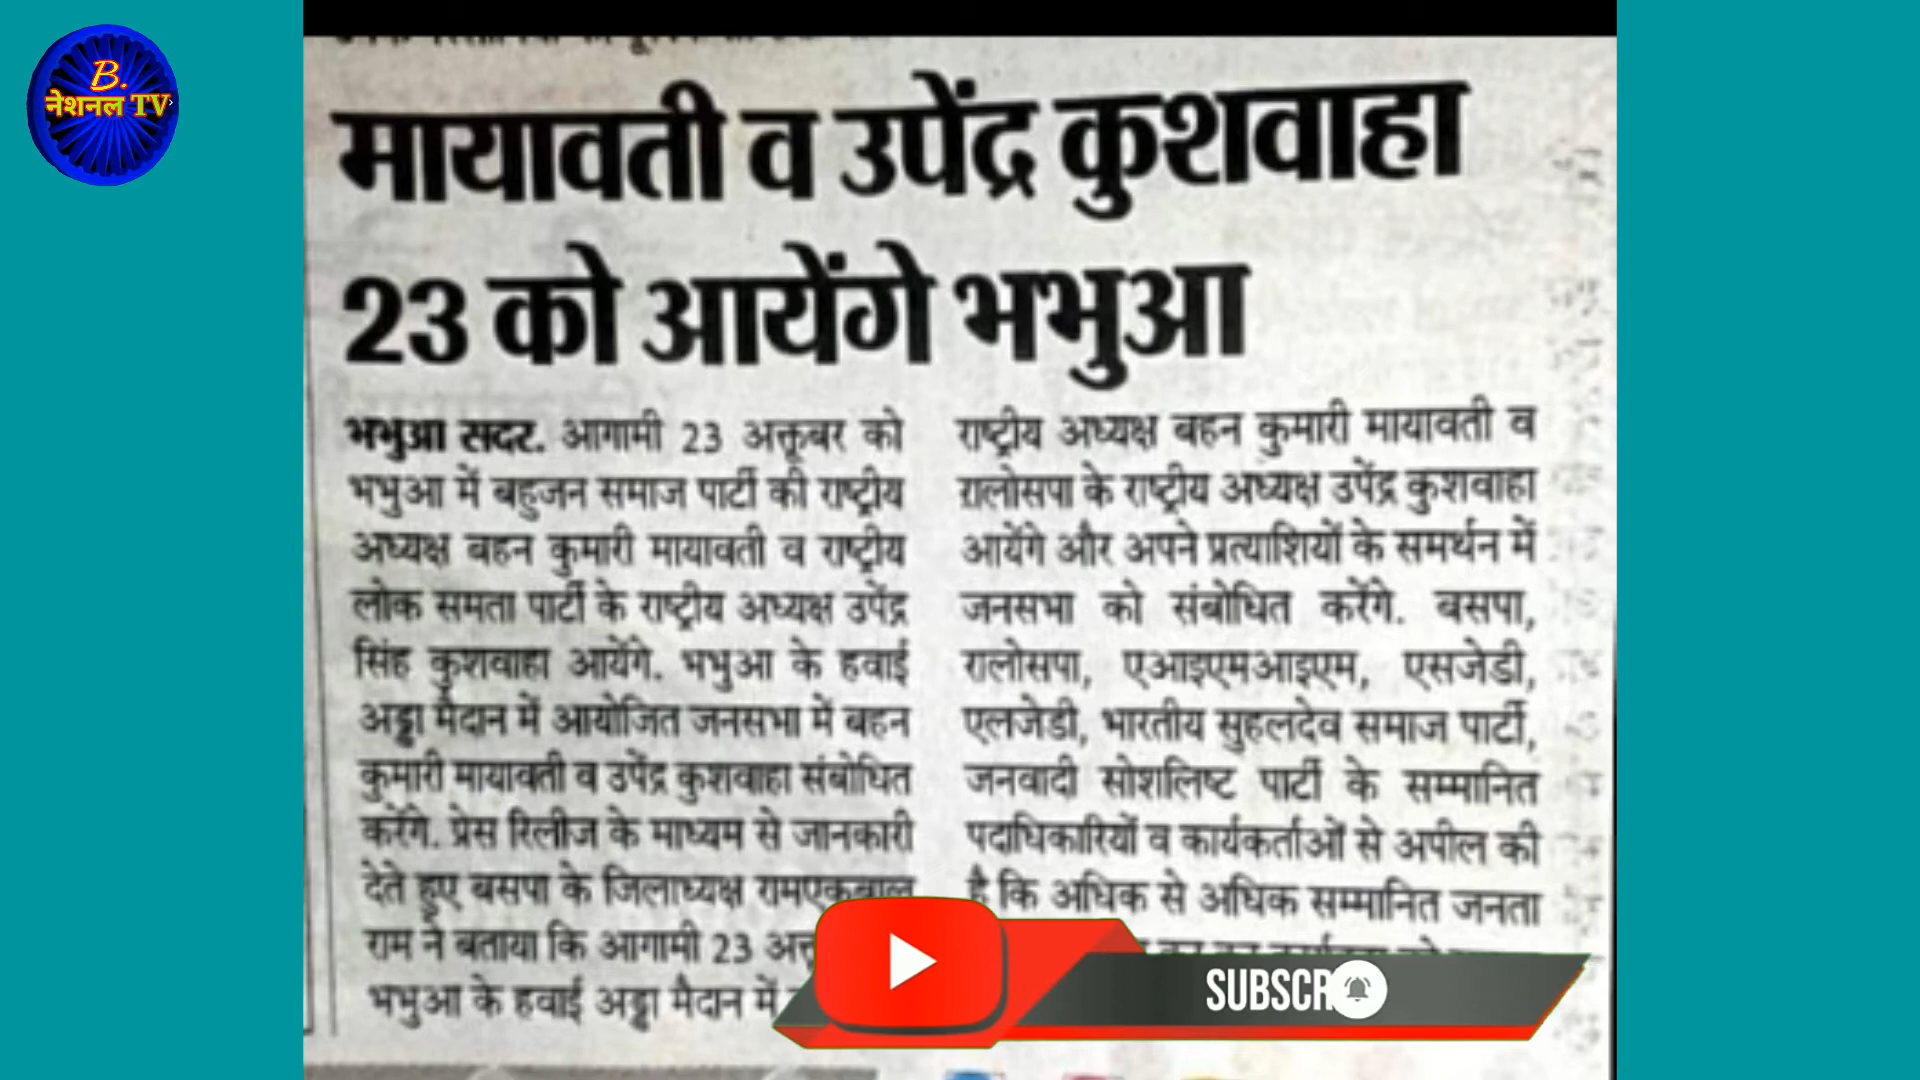 B.
नेशनल TV
मायावती व उपेंद्र कुशवाहा
23 को आयेंगे भभुआ
भभुआ सदर. आगामी 23 अक्तूबर को
भभुआ में बहुजन समाज पार्टी की राष्ट्रीय
अध्यक्ष बहन कुमारी मायावती व राष्ट्रीय
लोक समता पार्टी के राष्ट्रीय अध्यक्ष उपेंद्र
सिंह कुशवाहा आयेंगे. भभुआ के हवाई
अड्डा मैदान में आयोजित जनसभा में बहन
कुमारी मायावती व उपेंद्र कुशवाहा संबोधित
करेंगे. प्रेस रिलीज के माध्यम से जानकारी
देते हुए बसपा के जिलाध्यक्ष रामएकबाल
राम ने बताया कि आगामी 23
भभुआ के हवाई अड्डा मैदान में
राष्ट्रीय अध्यक्ष बहन कुमारी मायावती व
रालोसपा के राष्ट्रीय अध्यक्ष उपेंद्र कुशवाहा
आयेंगे और अपने प्रत्याशियों के समर्थन में
जनसभा को संबोधित करेंगे. बसपा,
रालोसपा, एआइएमआइएम, एसजेडी,
एलजेडी, भारतीय सुहलदेव समाज पार्टी,
जनवादी सोशलिष्ट पार्टी के सम्मानित
पदाधिकारियों व कार्यकर्ताओं से अपील की
है कि अधिक से अधिक सम्मानित जनता
SUBSCR